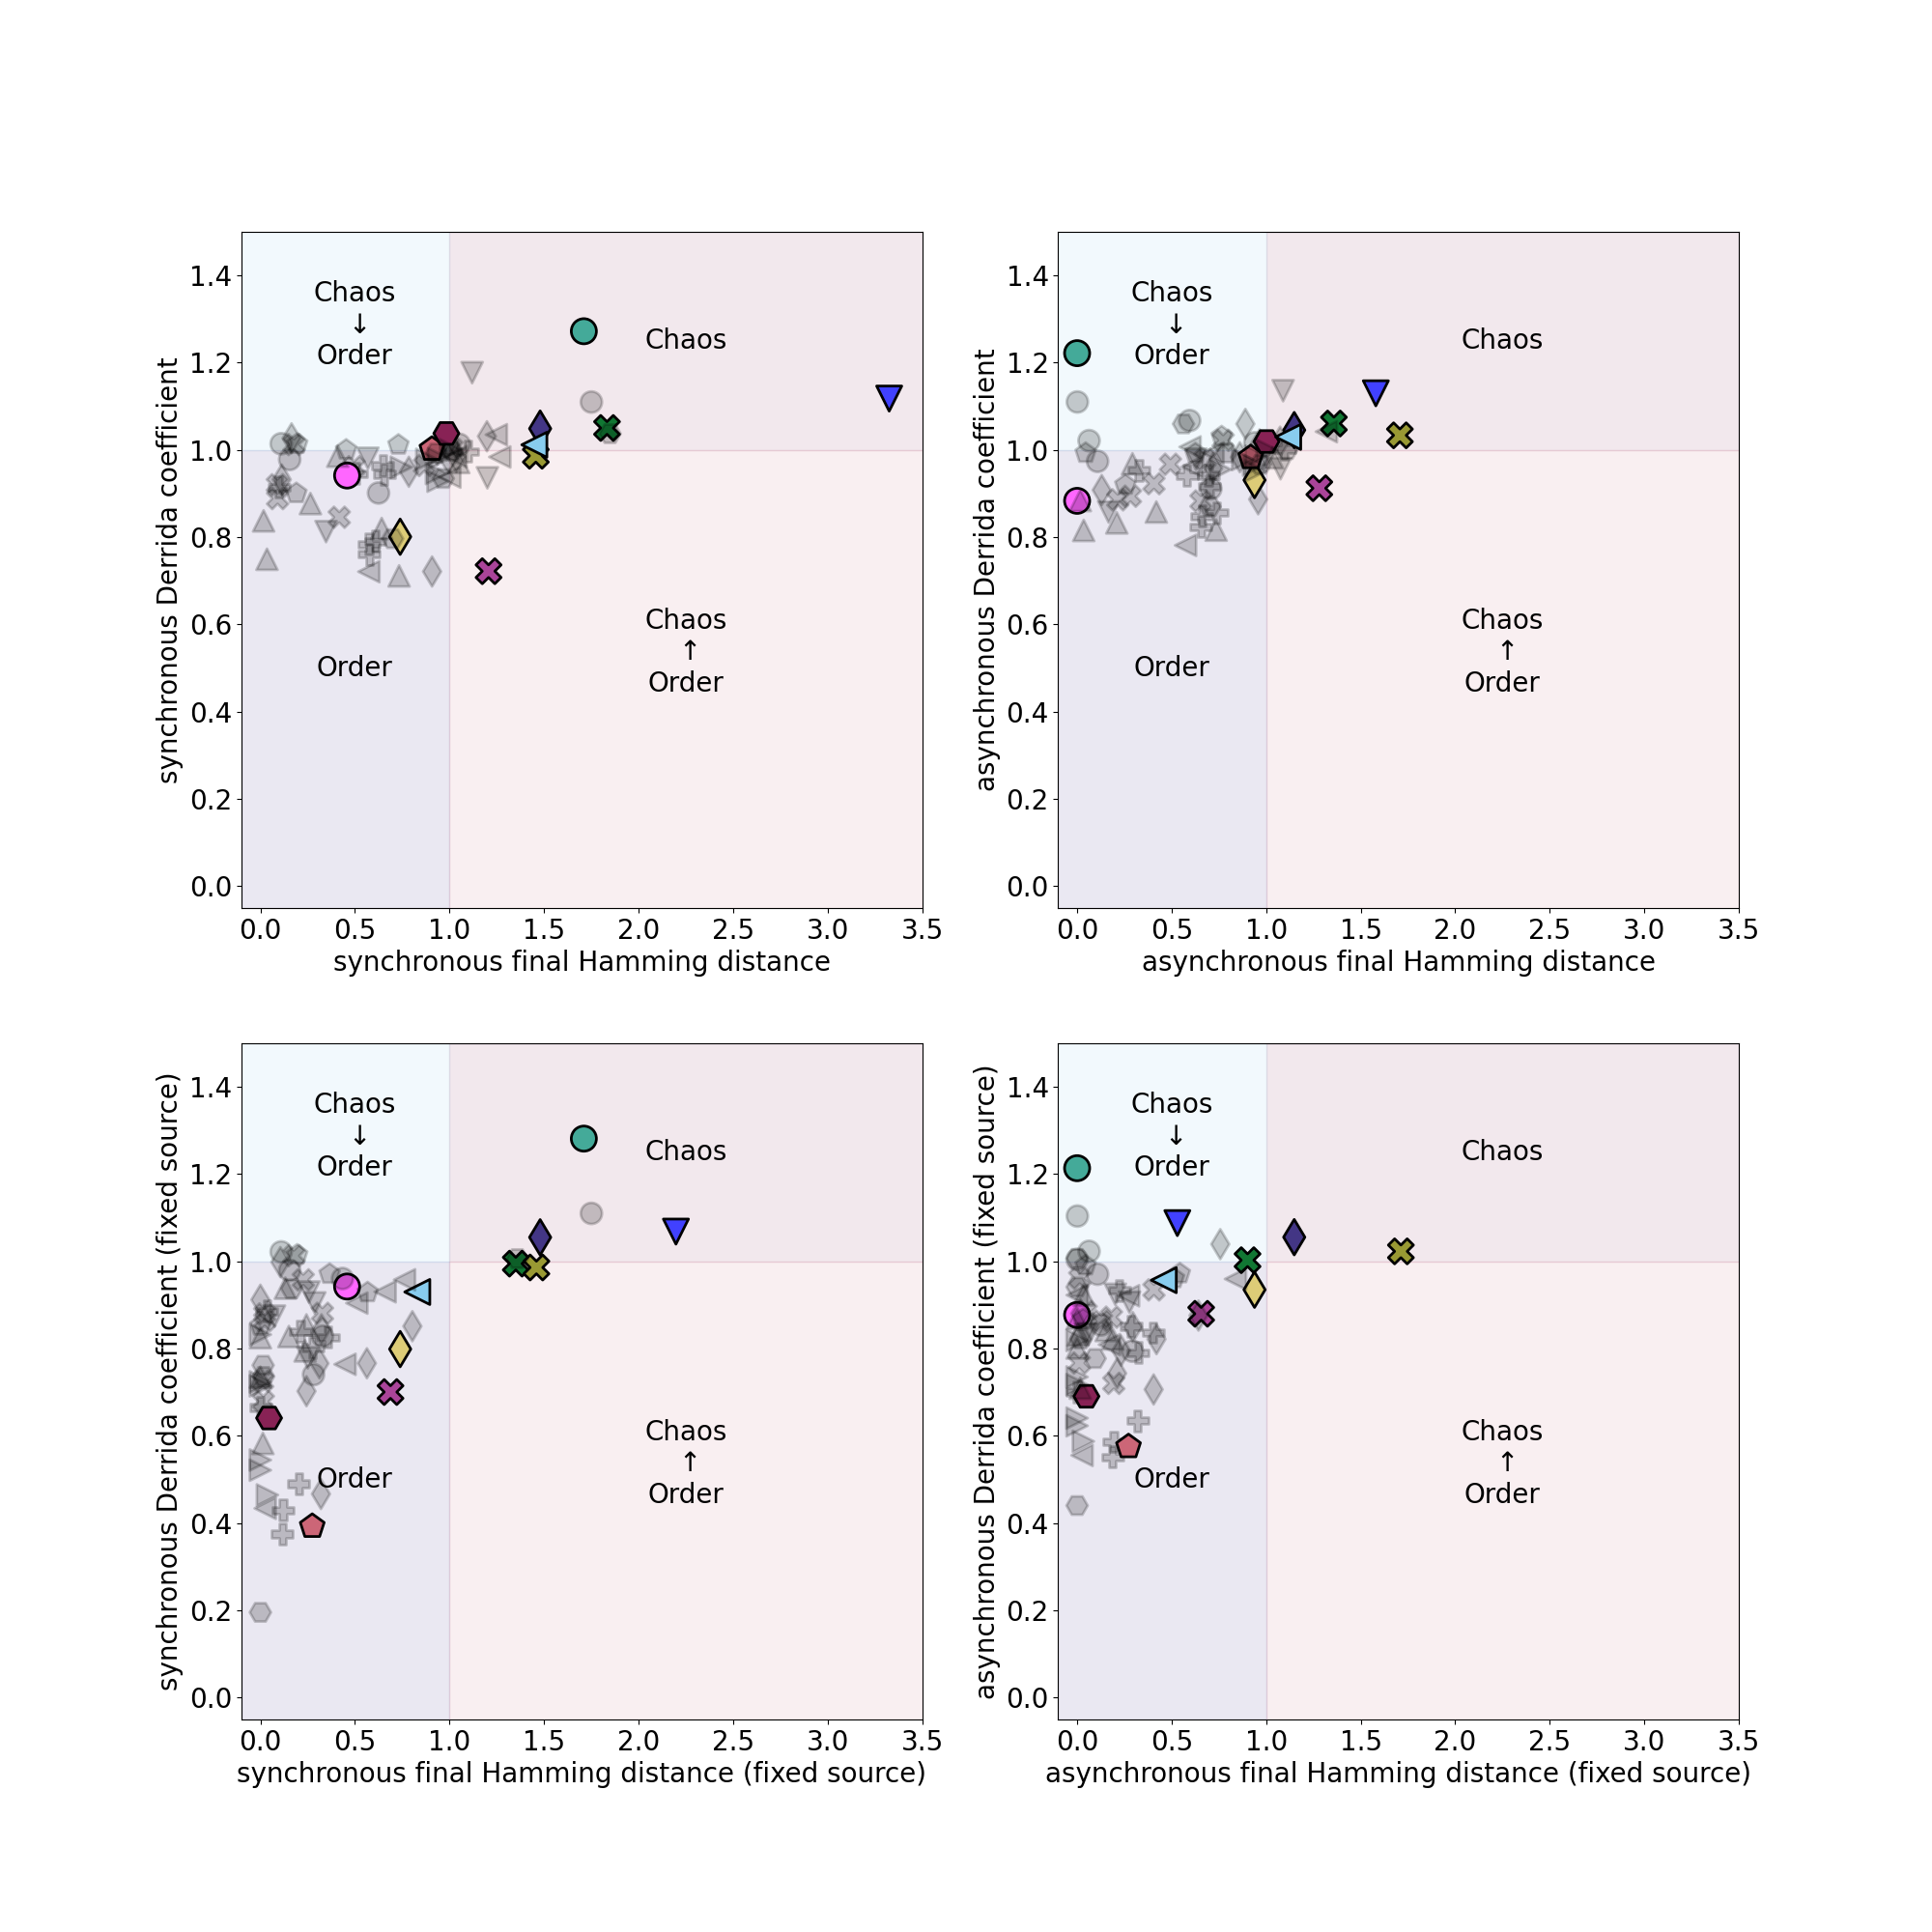 synchronous Derrida coefficient
1.4
1.2
1.0
0.8
0.6
0.4
0.2
0.0
Chaos
↓
Order
Chaos
Order
Chaos
↑
Order
0.0 0.5 1.0 1.5 2.0 2.5 3.0 3.5
synchronous final Hamming distance
asynchronous Derrida coefficient
1.4
1.2
1.0
0.8
0.6
0.4
0.2
0.0
Chaos
↓
Order
Chaos
Order
Chaos
↑
Order
0.0 0.5 1.0 1.5 2.0 2.5 3.0 3.5
asynchronous final Hamming distance
synchronous Derrida coefficient (fixed source)
1.4
1.2
1.0
0.8
0.6
0.4
0.2
0.0
Chaos
↓
Order
Chaos
Order
Chaos
↑
Order
0.0 0.5 1.0 1.5 2.0 2.5 3.0 3.5
synchronous final Hamming distance (fixed source)
asynchronous Derrida coefficient (fixed source)
1.4
1.2
1.0
0.8
0.6
0.4
0.2
0.0
Chaos
↓
Order
Chaos
Order
Chaos
↑
Order
0.0 0.5 1.0 1.5 2.0 2.5 3.0 3.5
asynchronous final Hamming distance (fixed source)